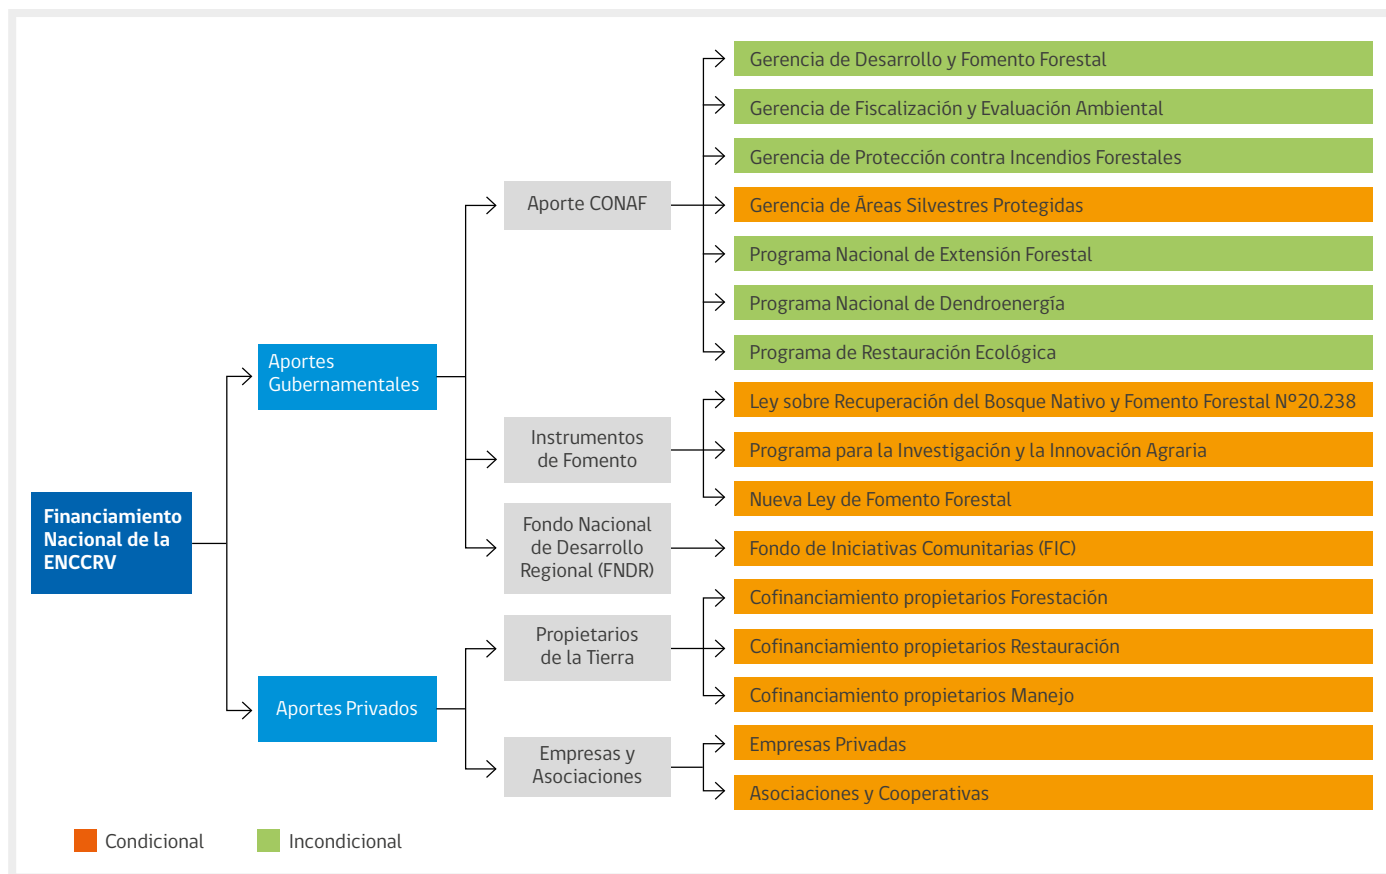 Financiamiento
Nacional de la
ENCCRV
Aportes
Gubernamentales
Aportes Privados
Aporte CONAF
Instrumentos
de Fomento
Fondo Nacional
de Desarrollo
Regional (FNDR)
Propietarios
de la Tierra
Empresas y
Asociaciones
Gerencia de Desarrollo y Fomento Forestal
Gerencia de Fiscalización y Evaluación Ambiental
Gerencia de Protección contra Incendios Forestales
Gerencia de Áreas Silvestres Protegidas
Programa Nacional de Extensión Forestal
Programa Nacional de Dendroenergía
Programa de Restauración Ecológica
Ley sobre Recuperación del Bosque Nativo y Fomento Forestal Nº20.238
Programa para la Investigación y la Innovación Agraria
Nueva Ley de Fomento Forestal
Fondo de Iniciativas Comunitarias (FIC)
Cofinanciamiento propietarios Forestación
Cofinanciamiento propietarios Restauración
Cofinanciamiento propietarios Manejo
Empresas Privadas
Asociaciones y Cooperativas
Condicional
Incondicional